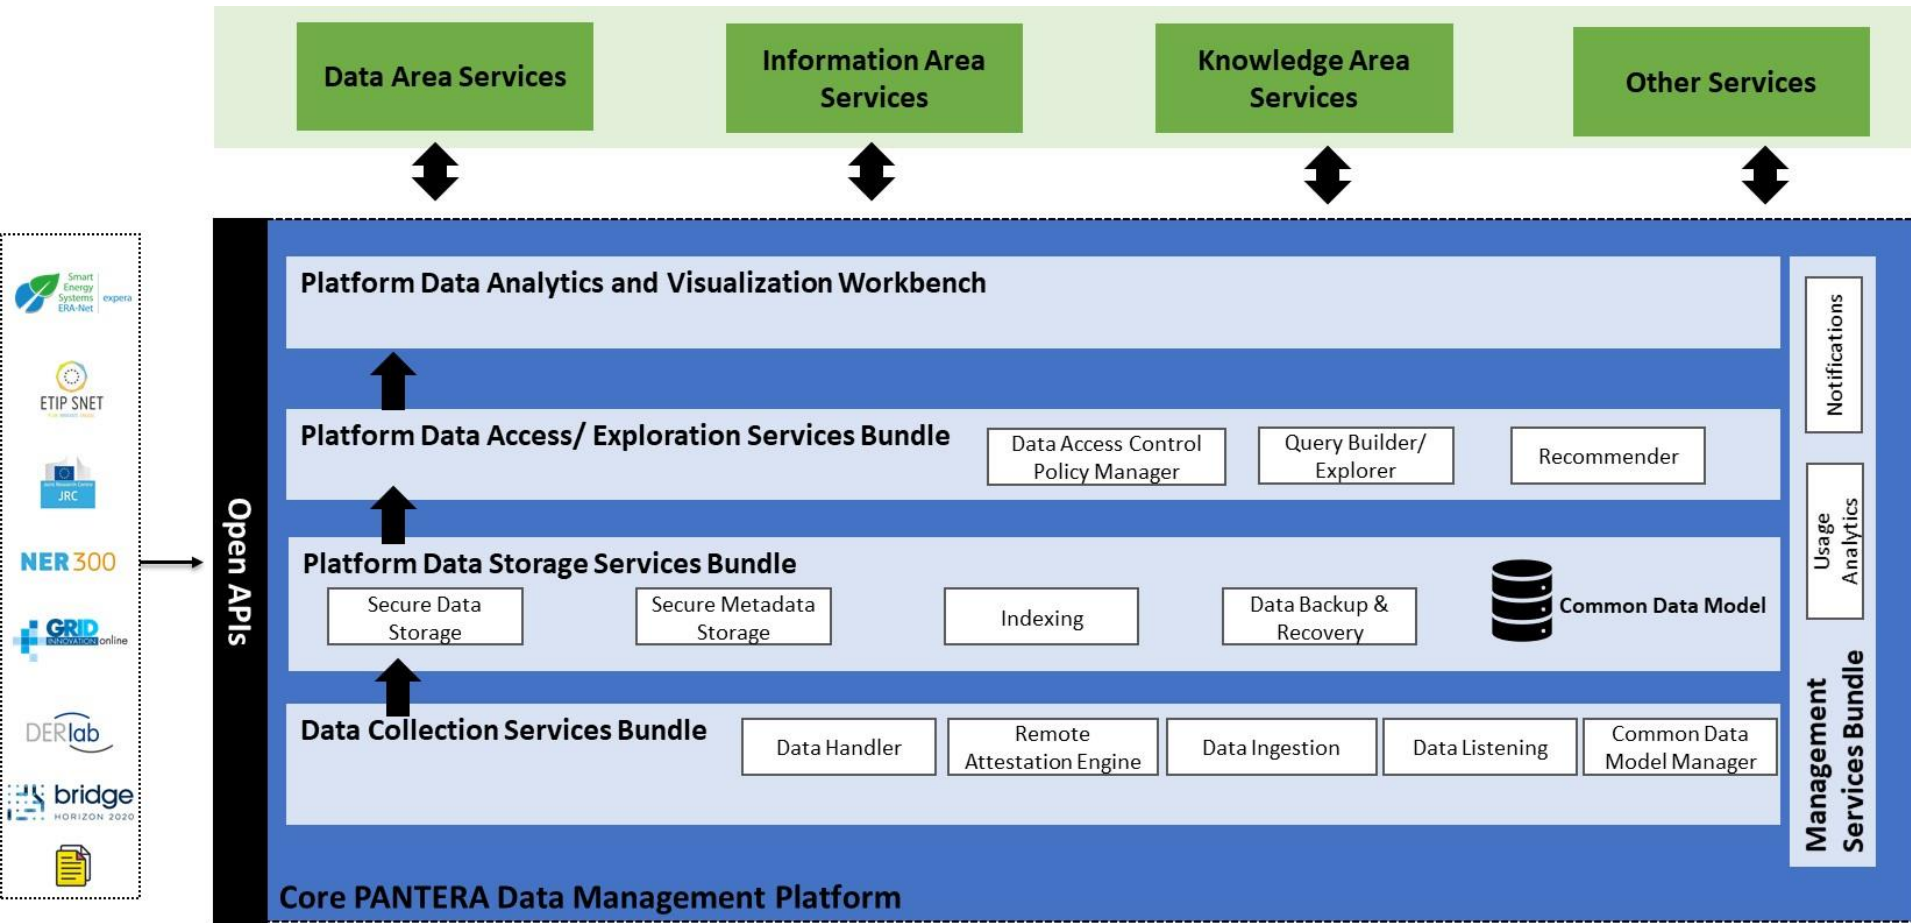 Data Area Services
Information Area
Services
Knowledge Area
Services
Other Services
Smart
Energy
Systems
ERA-Net
expera
ETIP SNET
JRC
NER300
GRID
INNOVATION online
DERlab
bridge
HORIZON 2020
Open APIs
Platform Data Analytics and Visualization Workbench
Platform Data Access/ Exploration Services Bundle
Data Access Control
Policy Manager
Query Builder/
Explorer
Recommender
Platform Data Storage Services Bundle
Secure Data
Storage
Secure Metadata
Storage
Indexing
Data Backup &
Recovery
Common Data Model
Data Collection Services Bundle
Data Handler
Remote
Attestation Engine
Data Ingestion
Data Listening
Common Data
Model Manager
Notifications
Usage
Analytics
Management
Services Bundle
Core PANTERA Data Management Platform